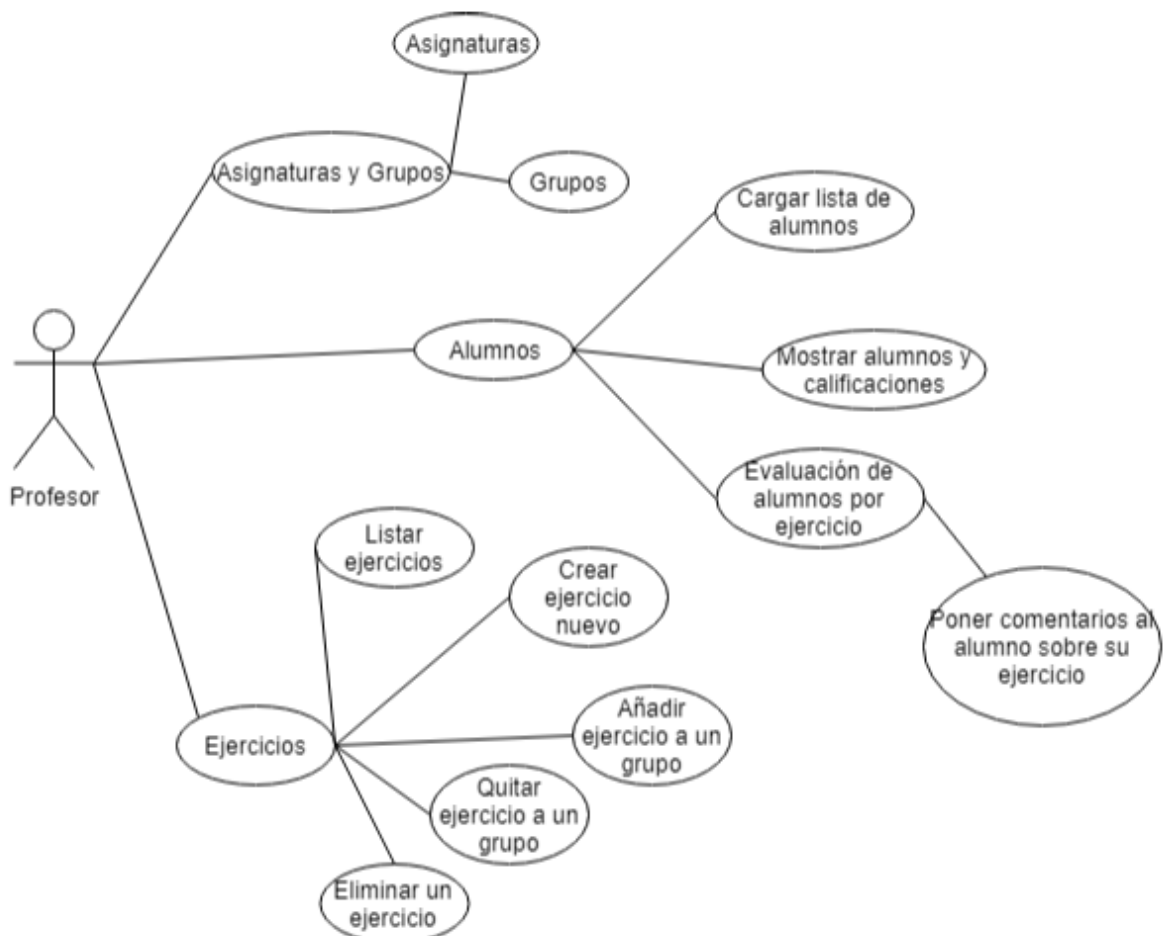 Asignaturas
Asignaturas y Grupos
Grupos
Cargar lista de
alumnos
Alumnos
Mostrar alumnos y
calificaciones
Evaluación de
alumnos por
ejercicio
Profesor
Listar
ejercicios
Crear
ejercicio
nuevo
Poner comentarios al
alumno sobre su
ejercicio
Añadir
ejercicio a un
grupo
Ejercicios
Quitar
ejercicio a un
grupo
Eliminar un
ejercicio